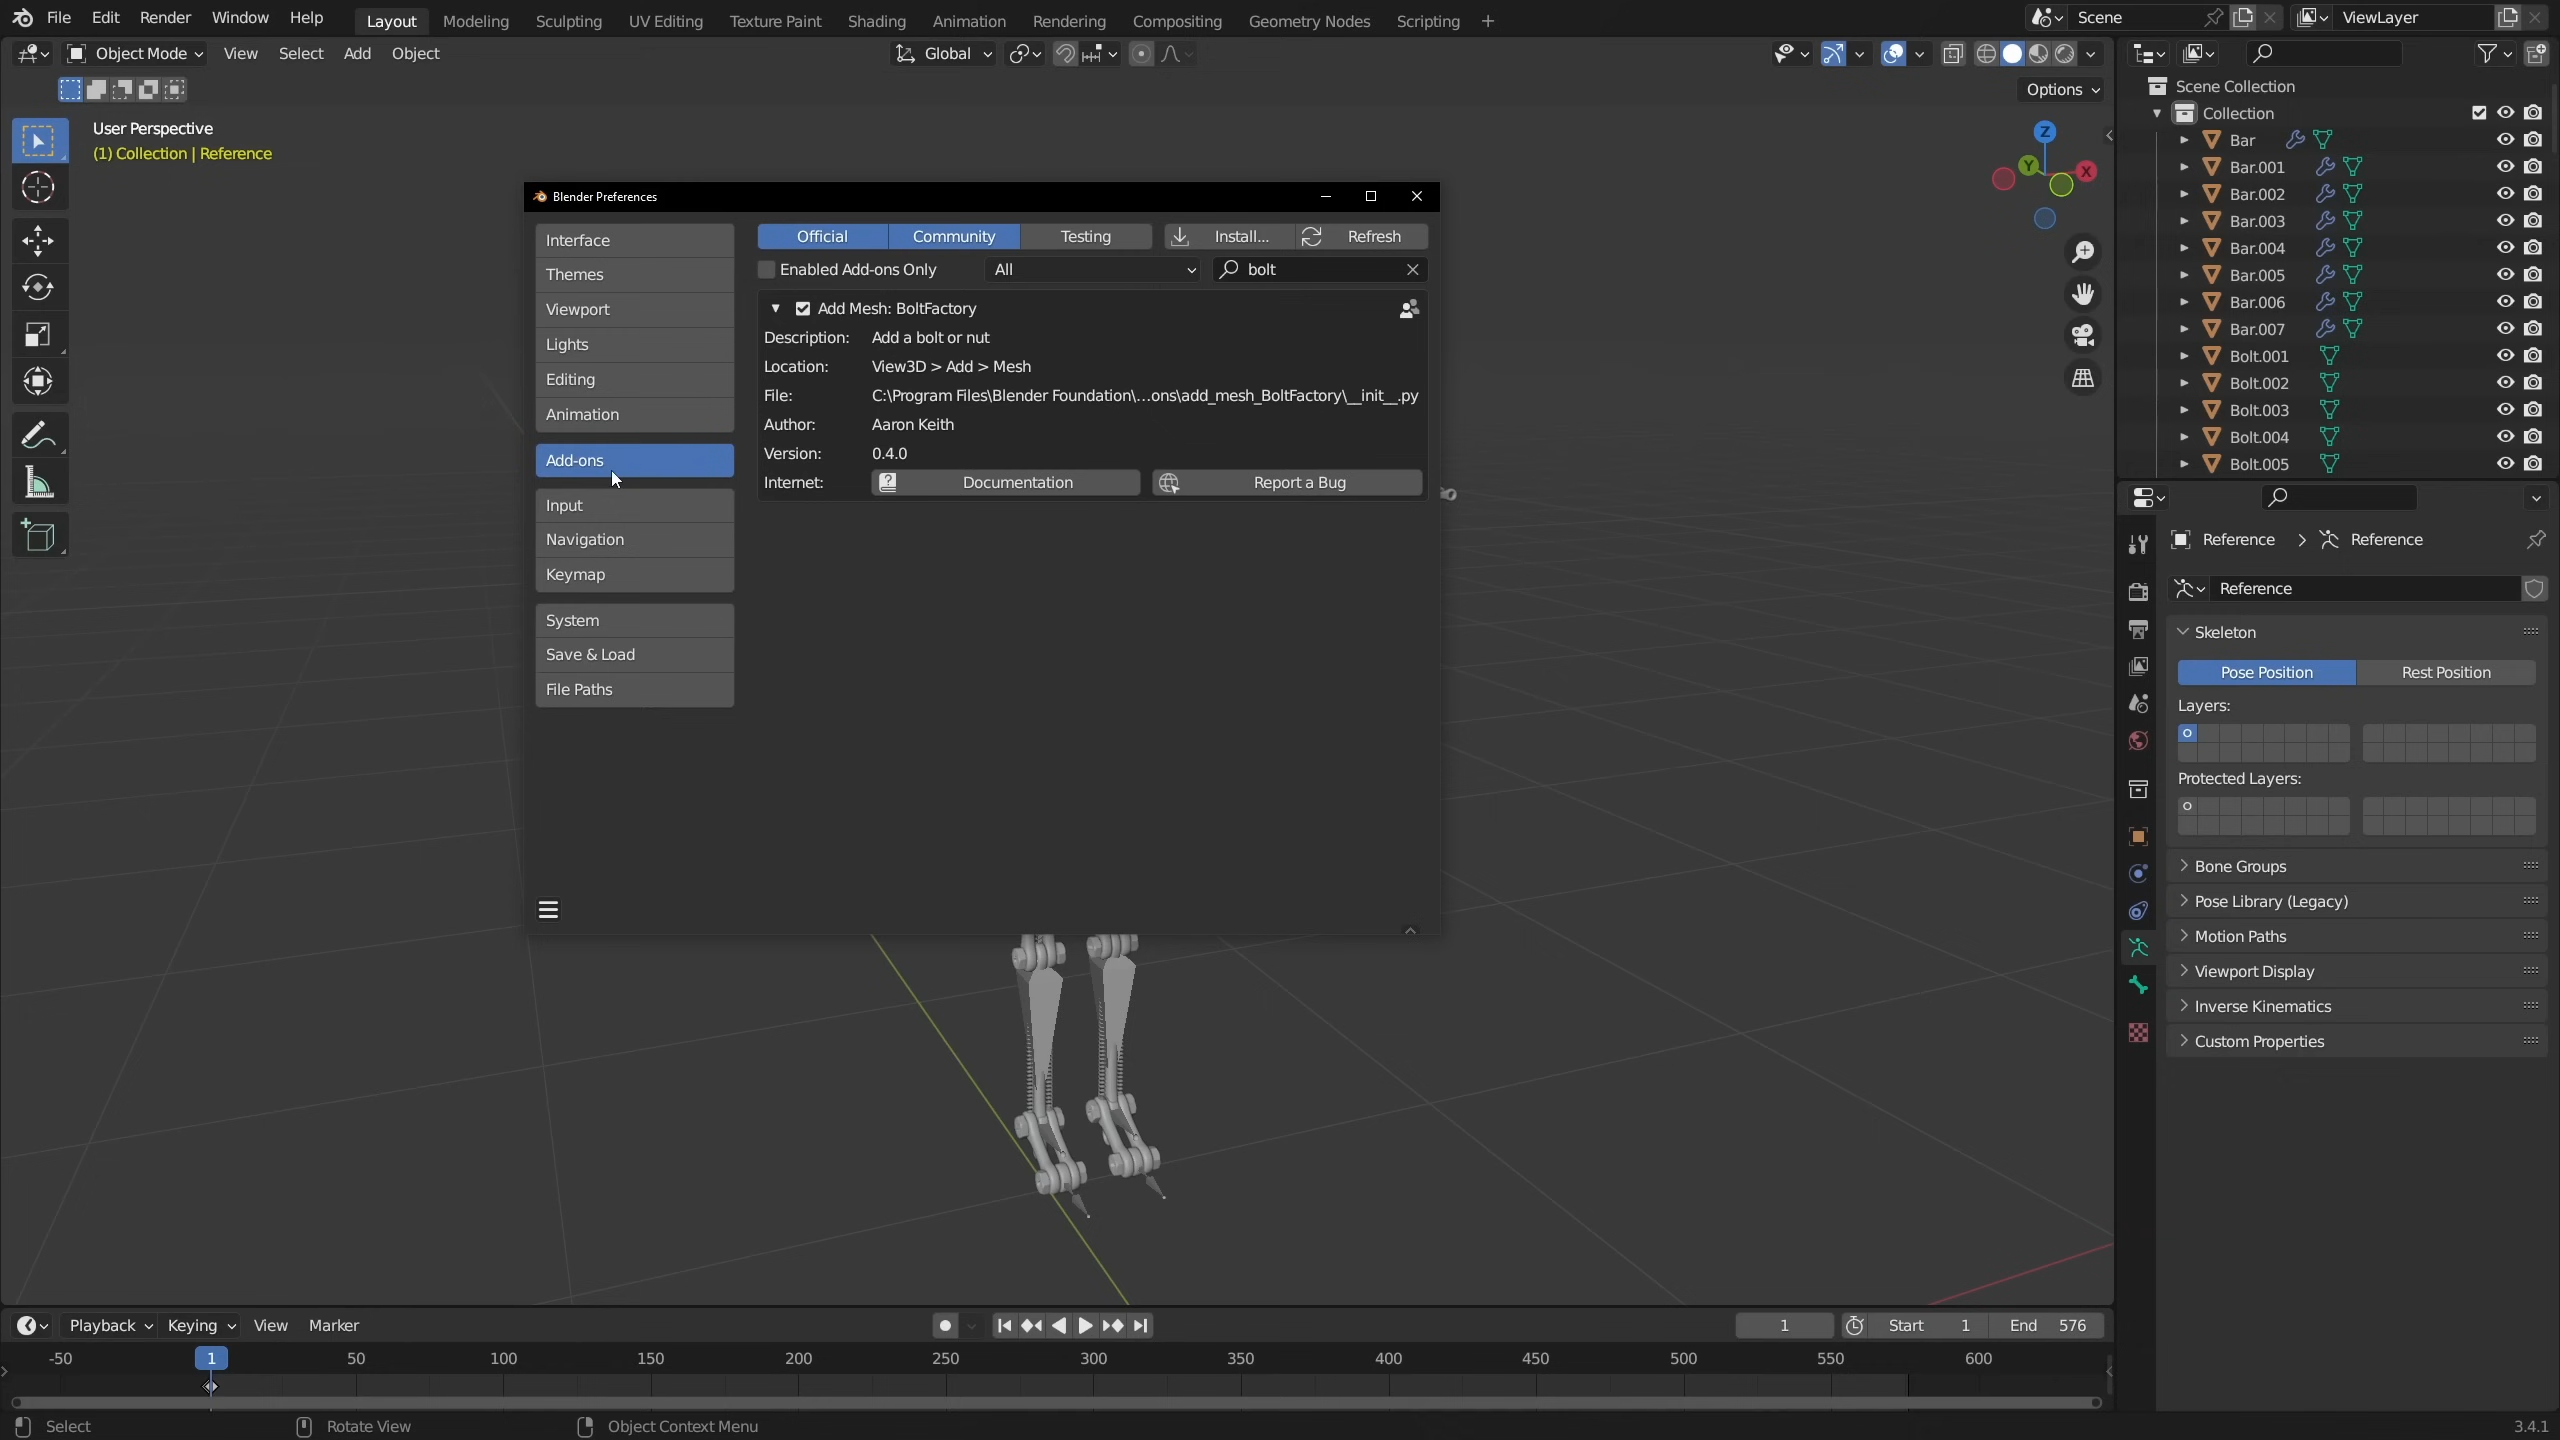 File Edit Render Window Help Layout Modeling Sculpting UV Editing Texture Paint Shading Animation Rendering Compositing Geometry Nodes Scripting + Scene ViewLayer
Object Mode View Select Add Object Global
Options
User Perspective
(1) Collection | Reference
Z
Y
X
Blender Preferences
Interface
Themes
Viewport
Lights
Editing
Animation
Add-ons
Input
Navigation
Keymap
System
Save & Load
File Paths
Official Community Testing Install... Refresh
Enabled Add-ons Only All bolt
Add Mesh: BoltFactory
Description: Add a bolt or nut
Location: View3D > Add > Mesh
File: C:\Program Files\Blender Foundation\...ons\add_mesh_BoltFactory\__init__.py
Author: Aaron Keith
Version: 0.4.0
Internet: Documentation Report a Bug
Scene Collection
Collection
Bar
Bar.001
Bar.002
Bar.003
Bar.004
Bar.005
Bar.006
Bar.007
Bolt.001
Bolt.002
Bolt.003
Bolt.004
Bolt.005
Reference > Reference
Reference
Skeleton
Pose Position Rest Position
Layers:
Protected Layers:
Bone Groups
Pose Library (Legacy)
Motion Paths
Viewport Display
Inverse Kinematics
Custom Properties
Playback Keying View Marker 1 Start 1 End 576
-50 1 50 100 150 200 250 300 350 400 450 500 550 600
Select Rotate View Object Context Menu 3.4.1